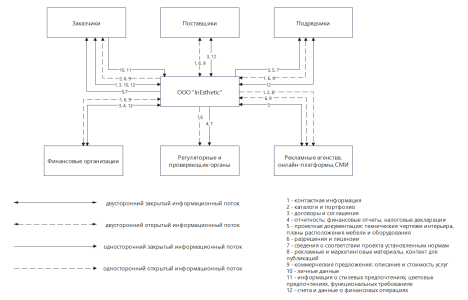 Заказчики
Поставщики
Подрядчики
10, 11
2, 6, 9
1, 3, 10, 12
5,7
3, 12
1, 6, 9
3, 5, 7
1, 6, 9
12
ООО "InEsthetic"
1, 6, 9
3, 4, 12
1,6
4, 7
1, 2, 8
6,9
3
Финансовые организации
Регуляторные и
проверяющие органы
Рекламные агенства,
онлайн-платформы,СМИ
двусторонний закрытый информационный поток
двусторонний открытый информационный поток
односторонний закрытый информационный поток
односторонний открытый информационный поток
1 - контактная информация
2 - каталоги и портфолио
3 - договоры и соглашения
4 - отчетность: финансовые отчеты, налоговые декларации
5 - проектная документация: технические чертежи интерьера,
планы расположения мебели и оборудования
6 - разрешения и лицензии
7 - сведения о соответствии проекта установленным нормам
8 - рекламные и маркетинговые материалы, контент для
публикаций
9 - коммерческие предложения: описание и стоимость услуг
10 - личные данные
11 - информация о стилевых предпочтениях, цветовых
предпочтениях, функциональных требованиях
12 - счета и данные о финансовых операциях